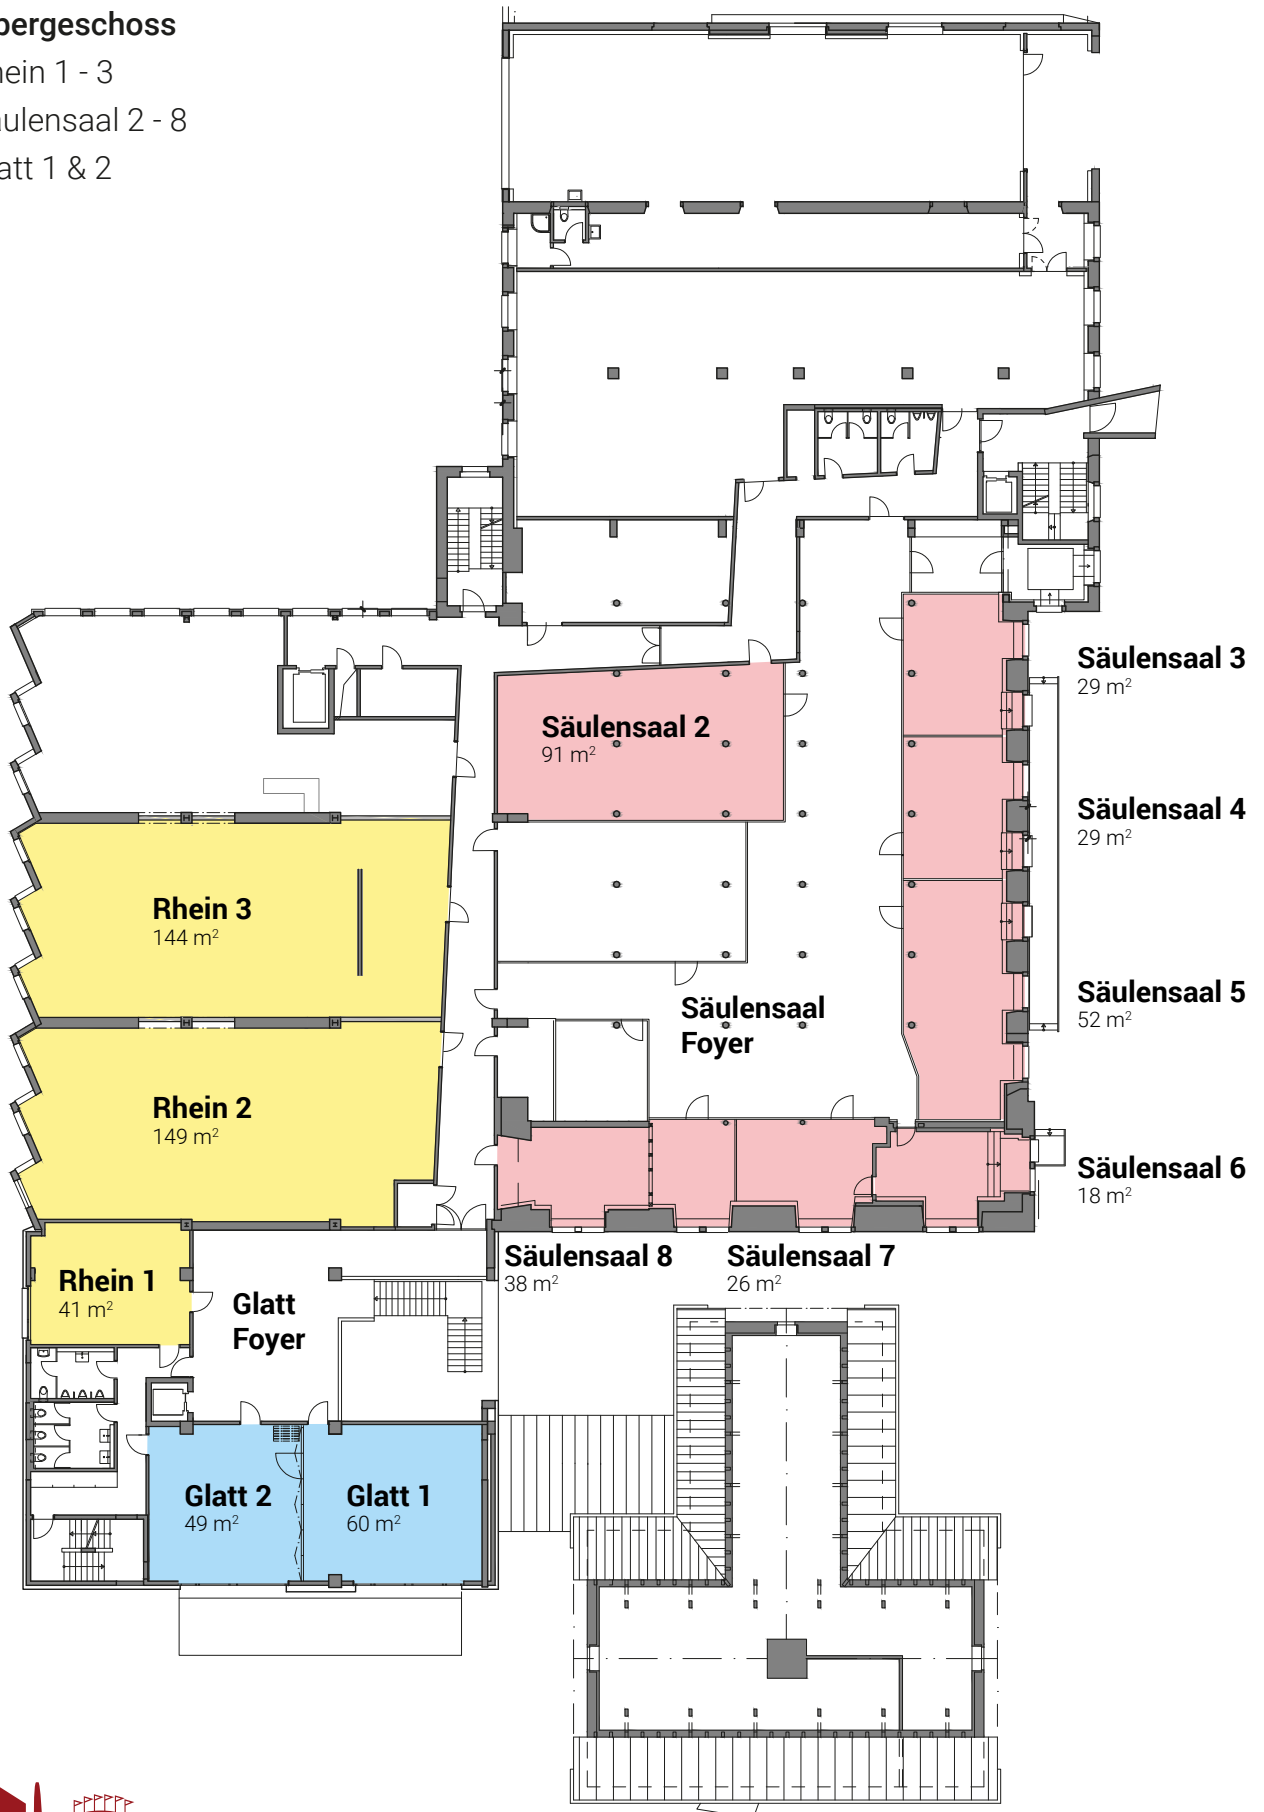 bergeschoss
ein 1 - 3
ulensaal 2 - 8
att 1 & 2
Säulensaal 3
29 m²
Säulensaal 2
91 m²
Säulensaal 4
29 m²
Rhein 3
144 m²
Säulensaal 5
52 m²
Säulensaal
Foyer
Rhein 2
149 m²
Säulensaal 6
18 m²
Säulensaal 8
38 m²
Säulensaal 7
26 m²
Rhein 1
41 m²
Glatt
Foyer
Glatt 2
49 m²
Glatt 1
60 m²